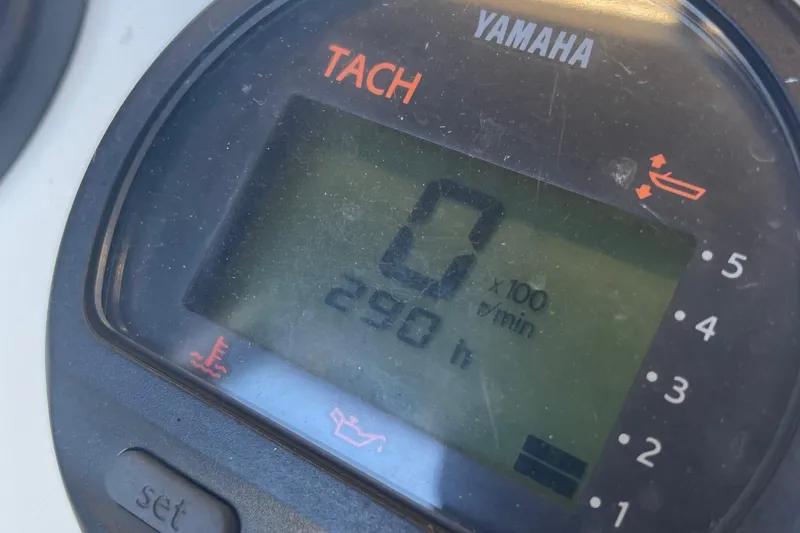 YAMAHA
TACH
0
x100
r/min
290 h
5
4
3
2
1
set